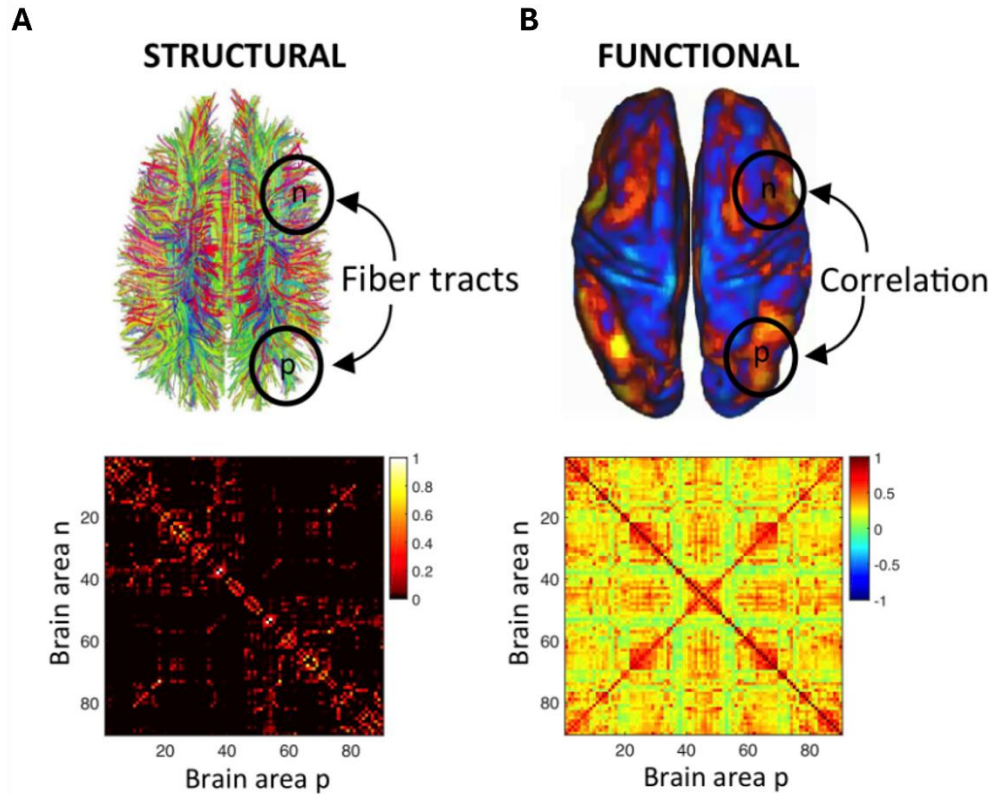 A
STRUCTURAL
n
Fiber tracts
p
1
0.8
0.6
0.4
0.2
0
20
40
60
80
Brain area n
20 40 60 80
Brain area p
B
FUNCTIONAL
n
Correlation
p
1
0.5
0
-0.5
-1
20
40
60
80
Brain area n
20 40 60 80
Brain area p